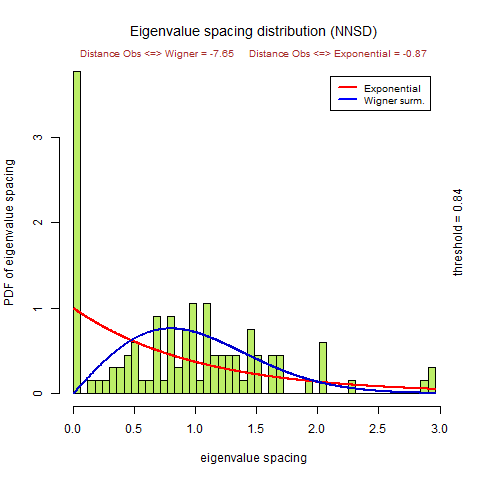 Eigenvalue spacing distribution (NNSD)
Distance Obs <=> Wigner = -7.65 Distance Obs <=> Exponential = -0.87
Exponential
Wigner surm.
PDF of eigenvalue spacing
3
2
1
0
threshold = 0.84
0.0 0.5 1.0 1.5 2.0 2.5 3.0
eigenvalue spacing